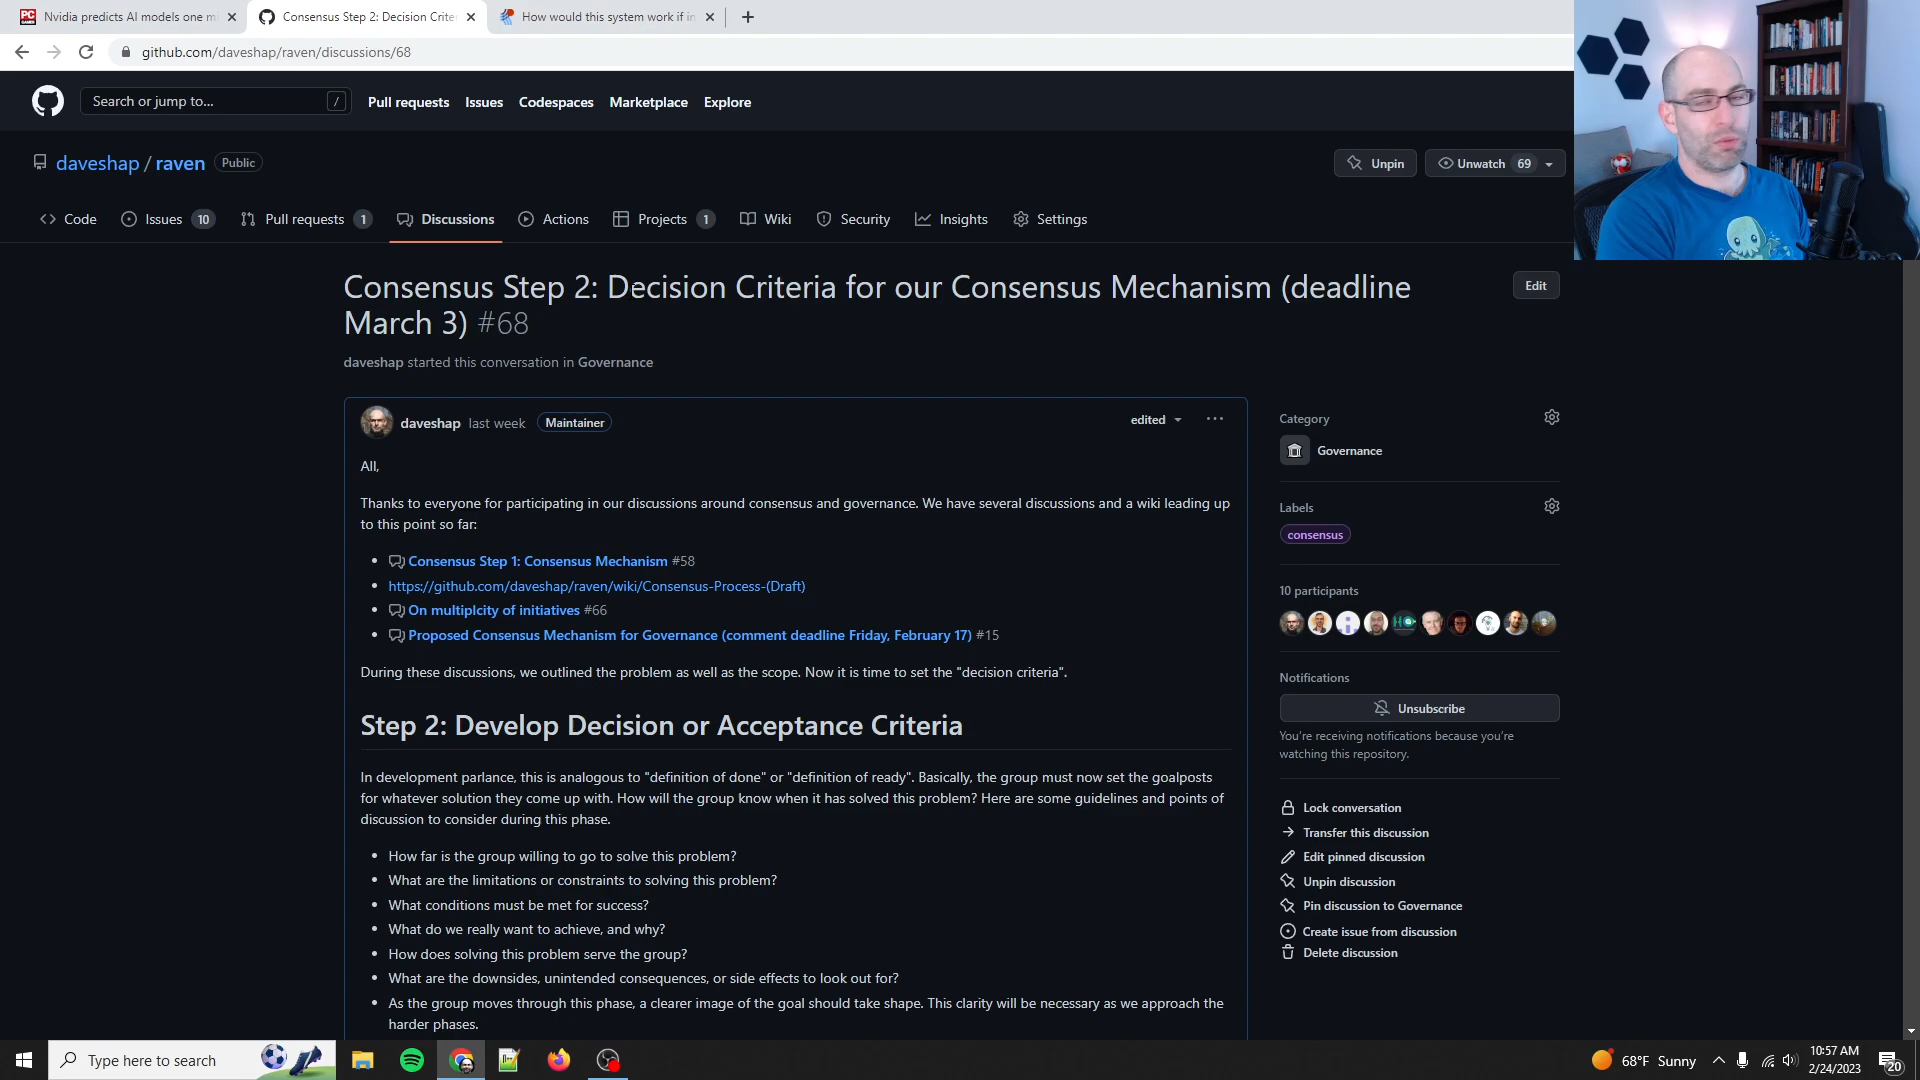 Nvidia predicts AI models one m
Consensus Step 2: Decision Crite
How would this system work if in
github.com/daveshap/raven/discussions/68
Search or jump to... /
Pull requests Issues Codespaces Marketplace Explore
daveshap / raven Public
Unpin
Unwatch 69
Code
Issues 10
Pull requests 1
Discussions
Actions
Projects 1
Wiki
Security
Insights
Settings
Consensus Step 2: Decision Criteria for our Consensus Mechanism (deadline
March 3) #68
Edit
daveshap started this conversation in Governance
daveshap last week Maintainer
edited
All,
Thanks to everyone for participating in our discussions around consensus and governance. We have several discussions and a wiki leading up
to this point so far:
Consensus Step 1: Consensus Mechanism #58
https://github.com/daveshap/raven/wiki/Consensus-Process-(Draft)
On multiplcity of initiatives #66
Proposed Consensus Mechanism for Governance (comment deadline Friday, February 17) #15
During these discussions, we outlined the problem as well as the scope. Now it is time to set the "decision criteria".
Step 2: Develop Decision or Acceptance Criteria
In development parlance, this is analogous to "definition of done" or "definition of ready". Basically, the group must now set the goalposts
for whatever solution they come up with. How will the group know when it has solved this problem? Here are some guidelines and points of
discussion to consider during this phase.
How far is the group willing to go to solve this problem?
What are the limitations or constraints to solving this problem?
What conditions must be met for success?
What do we really want to achieve, and why?
How does solving this problem serve the group?
What are the downsides, unintended consequences, or side effects to look out for?
As the group moves through this phase, a clearer image of the goal should take shape. This clarity will be necessary as we approach the
harder phases.
Category
Governance
Labels
consensus
10 participants
Notifications
Unsubscribe
You're receiving notifications because you're
watching this repository.
Lock conversation
Transfer this discussion
Edit pinned discussion
Unpin discussion
Pin discussion to Governance
Create issue from discussion
Delete discussion
Type here to search
68°F Sunny
10:57 AM
2/24/2023
20